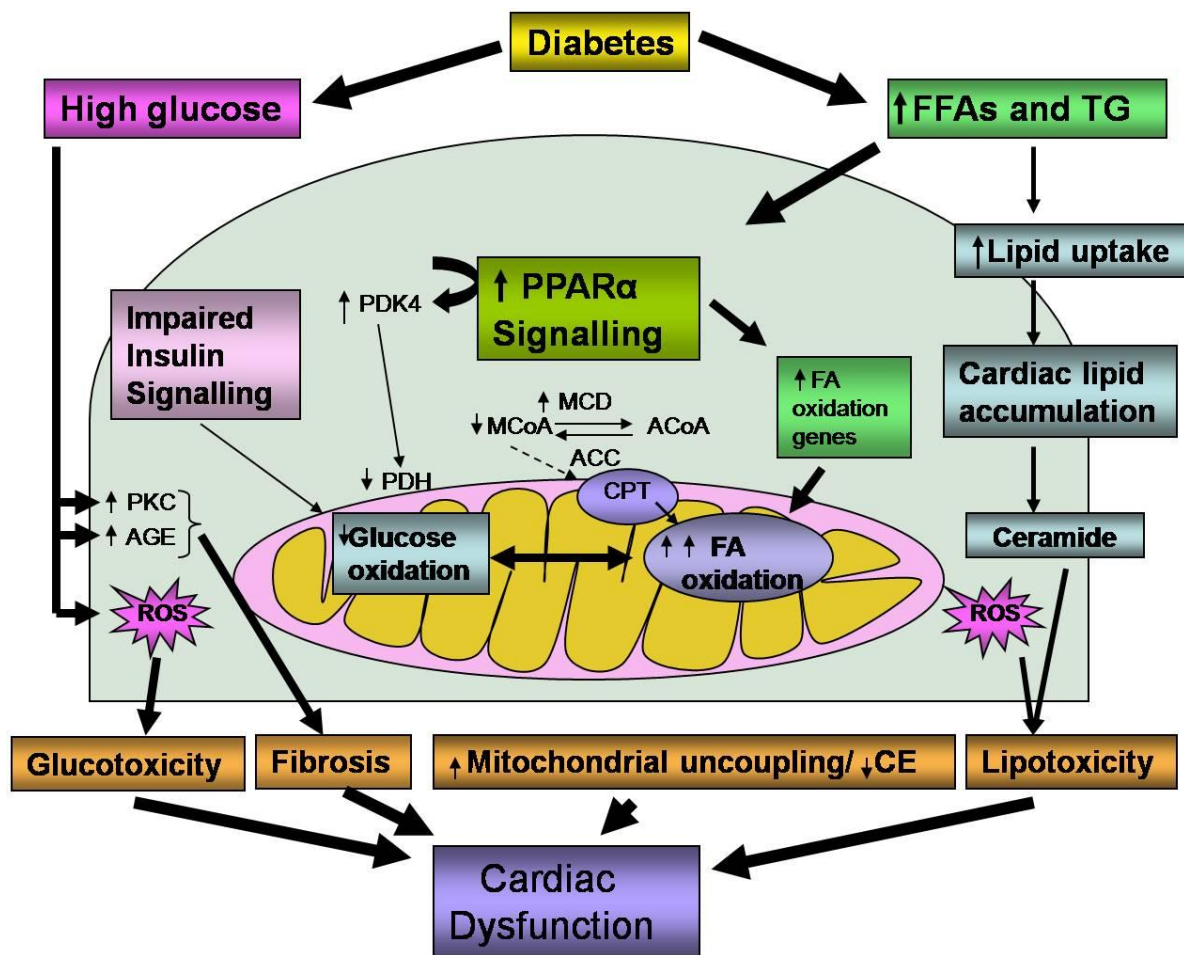 Diabetes
High glucose
↑FFAs and TG
↑Lipid uptake
↑ PPARα
Signalling
↑ PDK4
Impaired
Insulin
Signalling
Cardiac lipid
accumulation
↑FA
oxidation
genes
↑ MCD
↓MCoA
ACoA
ACC
↓ PDH
CPT
↑ PKC
↑ AGE
↓Glucose
oxidation
↑ ↑ FA
oxidation
Ceramide
ROS
ROS
Glucotoxicity
Fibrosis
↑Mitochondrial uncoupling/ ↓CE
Lipotoxicity
Cardiac
Dysfunction